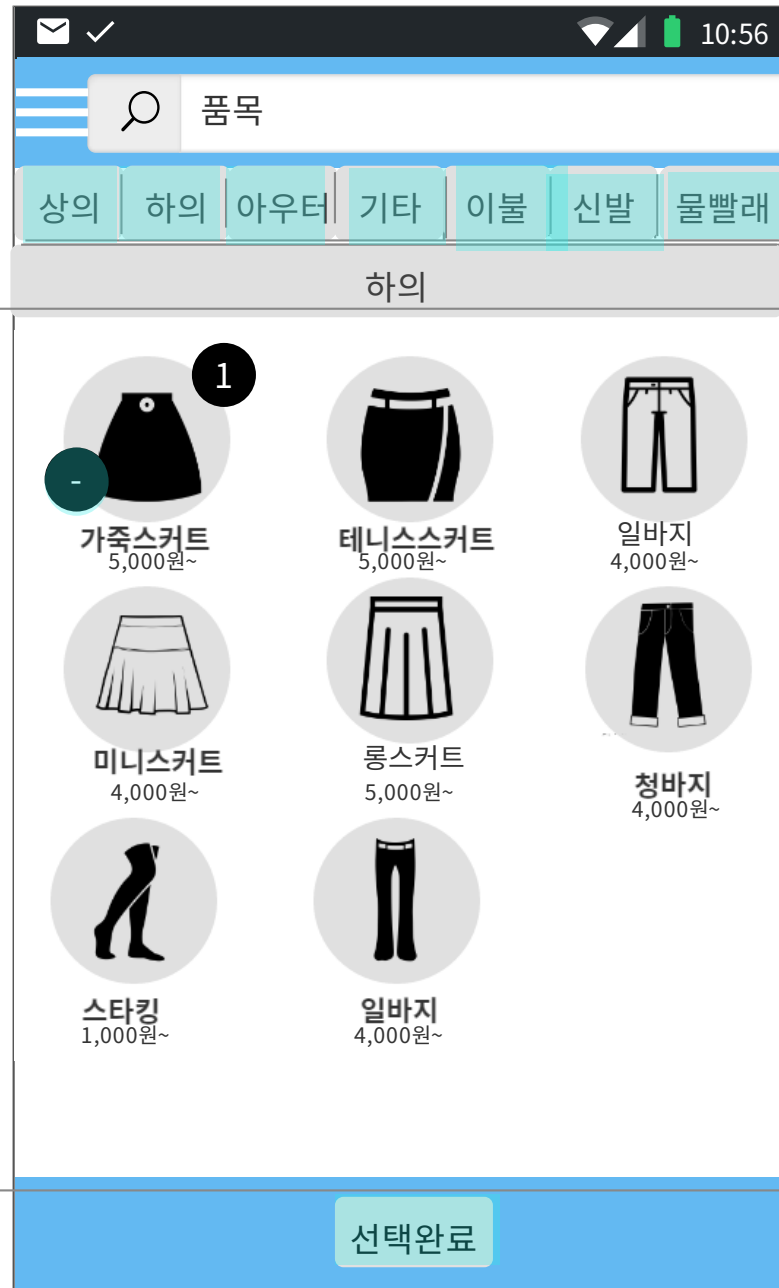 10:56
품목
상의 하의 아우터 기타 이불 신발 물빨래
하의
1
-
가죽스커트 테니스스커트 일바지
5,000원~ 5,000원~ 4,000원~
미니스커트 롱스커트 청바지
4,000원~ 5,000원~ 4,000원~
스타킹 일바지
1,000원~ 4,000원~
선택완료